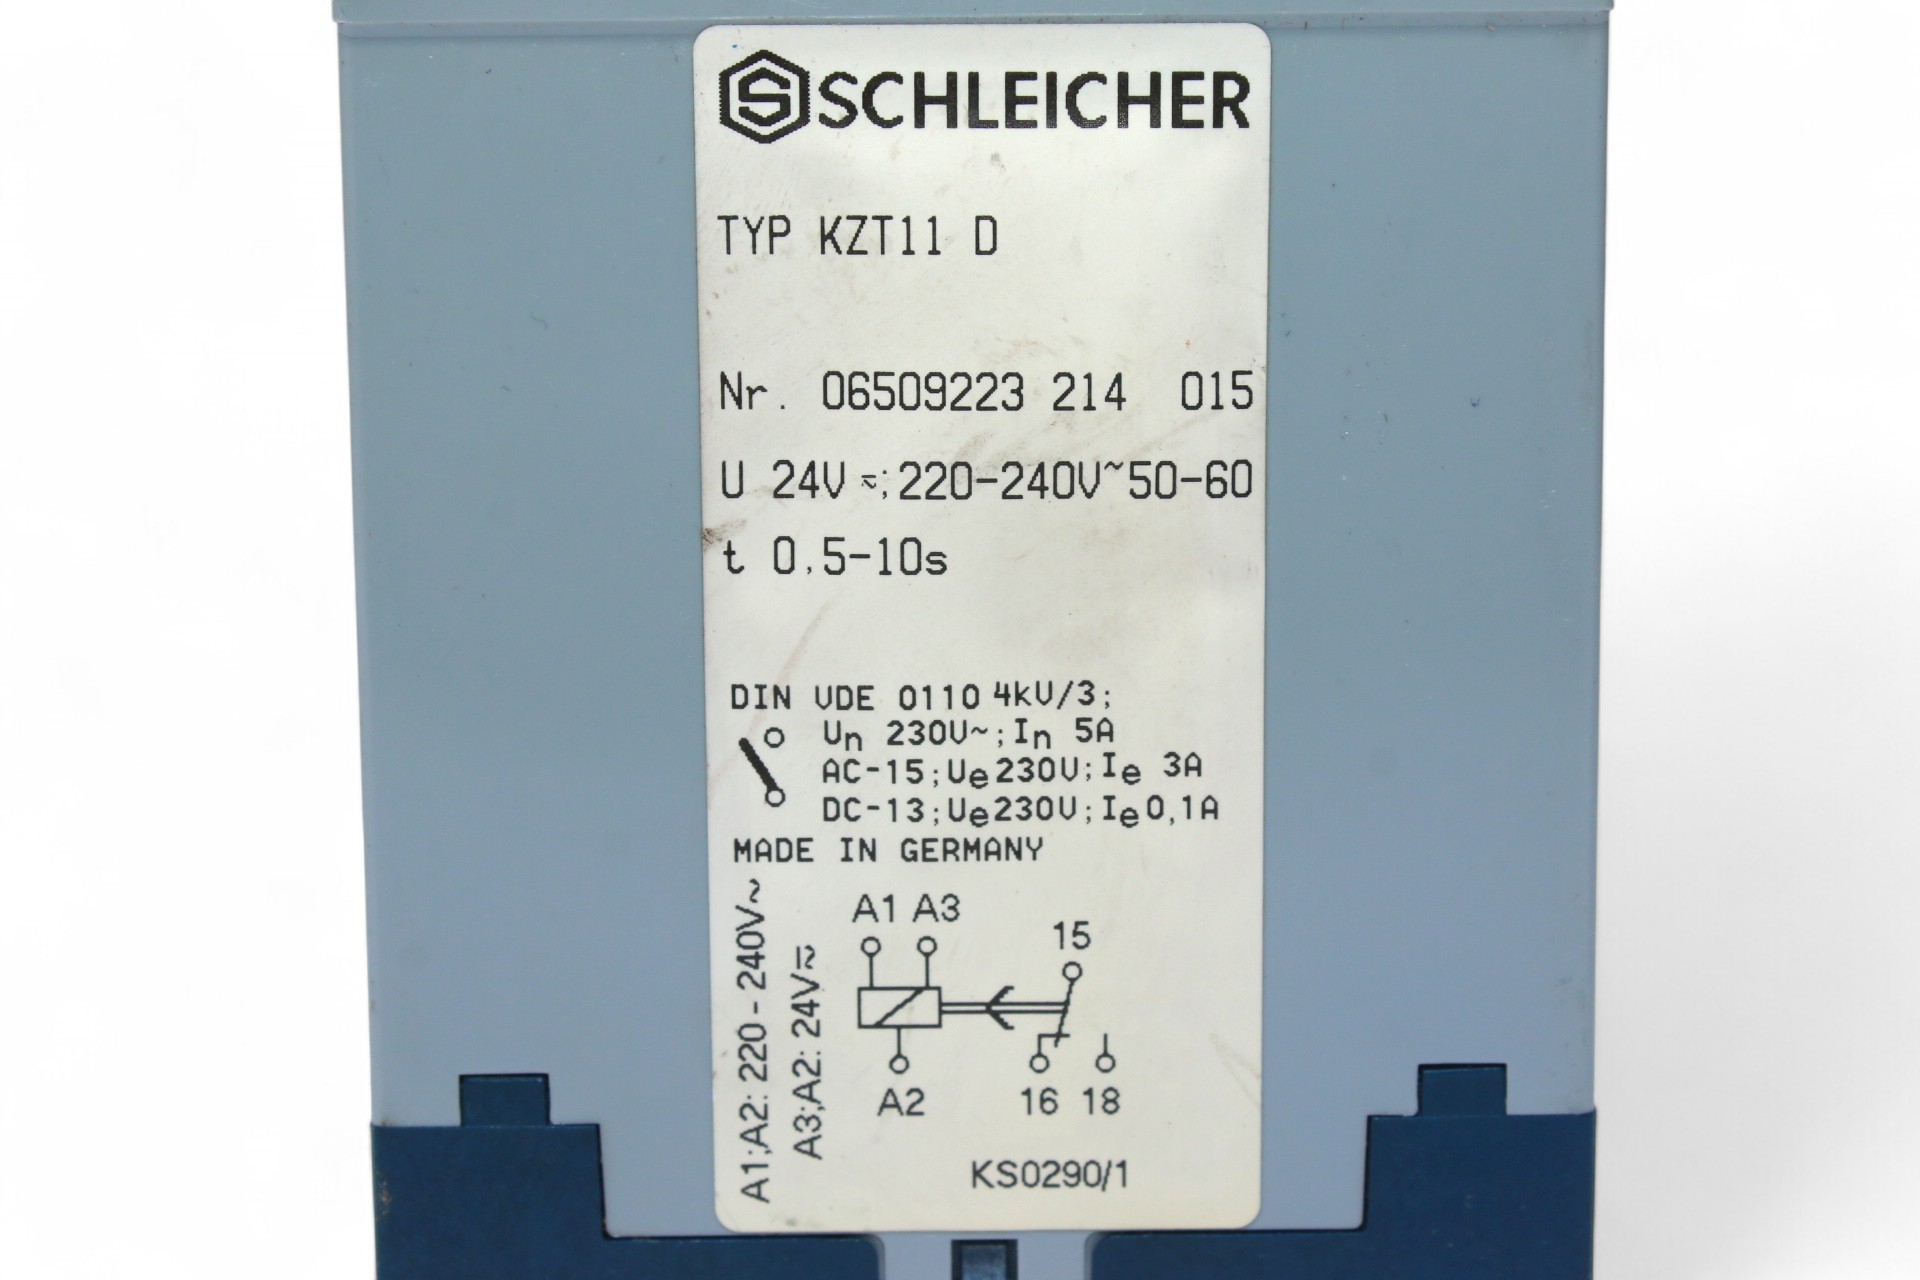 SCHLEICHER
TYP KZT11 D
Nr. 06509223 214 015
U 24V ≂; 220-240V~50-60
t 0.5-10s
DIN VDE 0110 4kV/3;
Un 230V~; In 5A
AC-15; Ue 230V; Ie 3A
DC-13; Ue 230V; Ie 0,1A
MADE IN GERMANY
A1;A2: 220-240V~
A3;A2: 24V≂
A1 A3
15
A2
16 18
KS0290/1